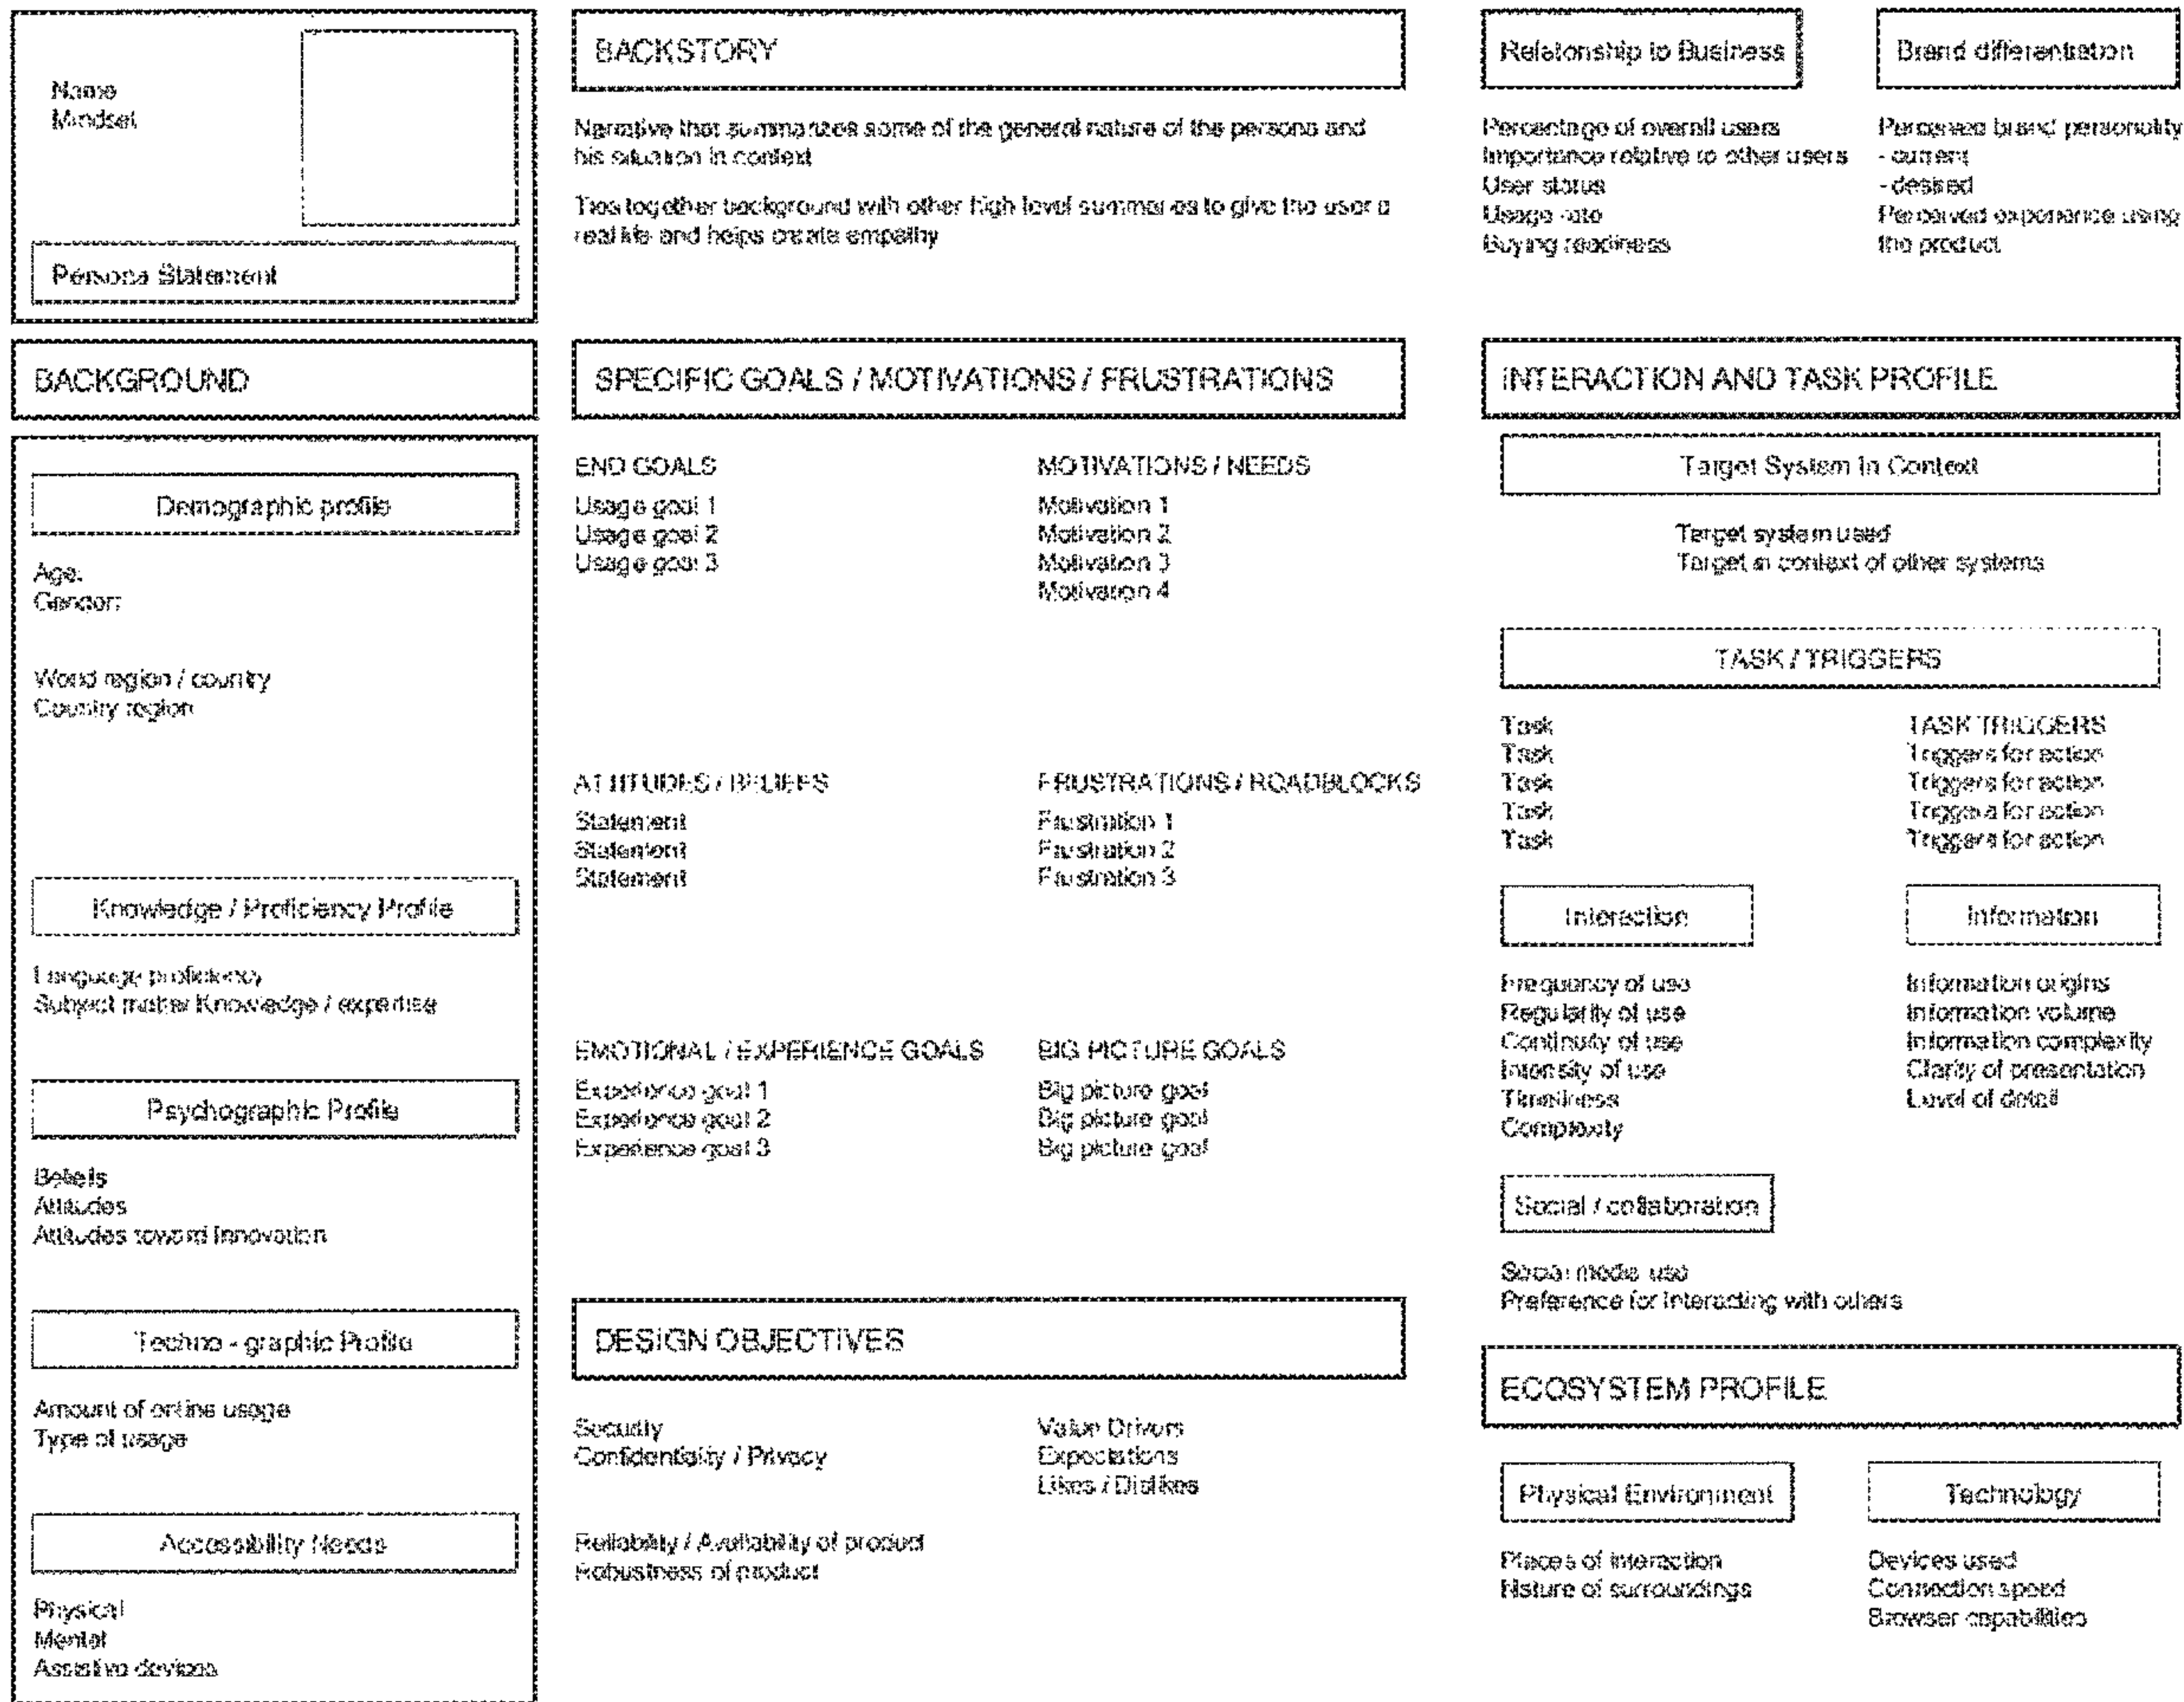 Name
Mindset
Persona Statement
BACKGROUND
Demographic profile
Age:
Gender:
World region / country
Country region
Knowledge / Proficiency Profile
Language proficiency
Subject matter Knowledge / expertise
Psychographic Profile
Beliefs
Attitudes
Attitudes toward Innovation
Techno - graphic Profile
Amount of online usage
Type of usage
Accessibility Needs
Physical
Mental
Assistive devices
BACKSTORY
Narrative that summarizes some of the general nature of the persona and
his situation in context
Ties together background with other high level summaries to give the user a
real life and helps create empathy
SPECIFIC GOALS / MOTIVATIONS / FRUSTRATIONS
END GOALS
Usage goal 1
Usage goal 2
Usage goal 3
MOTIVATIONS / NEEDS
Motivation 1
Motivation 2
Motivation 3
Motivation 4
ATTITUDES / BELIEFS
Statement
Statement
Statement
FRUSTRATIONS / ROADBLOCKS
Frustration 1
Frustration 2
Frustration 3
EMOTIONAL / EXPERIENCE GOALS
Experience goal 1
Experience goal 2
Experience goal 3
BIG PICTURE GOALS
Big picture goal
Big picture goal
Big picture goal
DESIGN OBJECTIVES
Security
Confidentiality / Privacy
Reliability / Availability of product
Robustness of product
Value Drivers
Expectations
Likes / Dislikes
Relationship to Business
Percentage of overall users
Importance relative to other users
User status
Usage rate
Buying readiness
Brand differentiation
Perceived brand personality
- current
- desired
Perceived experience using
the product
INTERACTION AND TASK PROFILE
Target System In Context
Target system used
Target in context of other systems
TASK / TRIGGERS
Task
Task
Task
Task
Task
TASK TRIGGERS
Triggers for action
Triggers for action
Triggers for action
Triggers for action
Interaction
Frequency of use
Regularity of use
Continuity of use
Intensity of use
Timeliness
Complexity
Information
Information origins
Information volume
Information complexity
Clarity of presentation
Level of detail
Social / collaboration
Social media use
Preference for interacting with others
ECOSYSTEM PROFILE
Physical Environment
Places of interaction
Nature of surroundings
Technology
Devices used
Connection speed
Browser capabilities